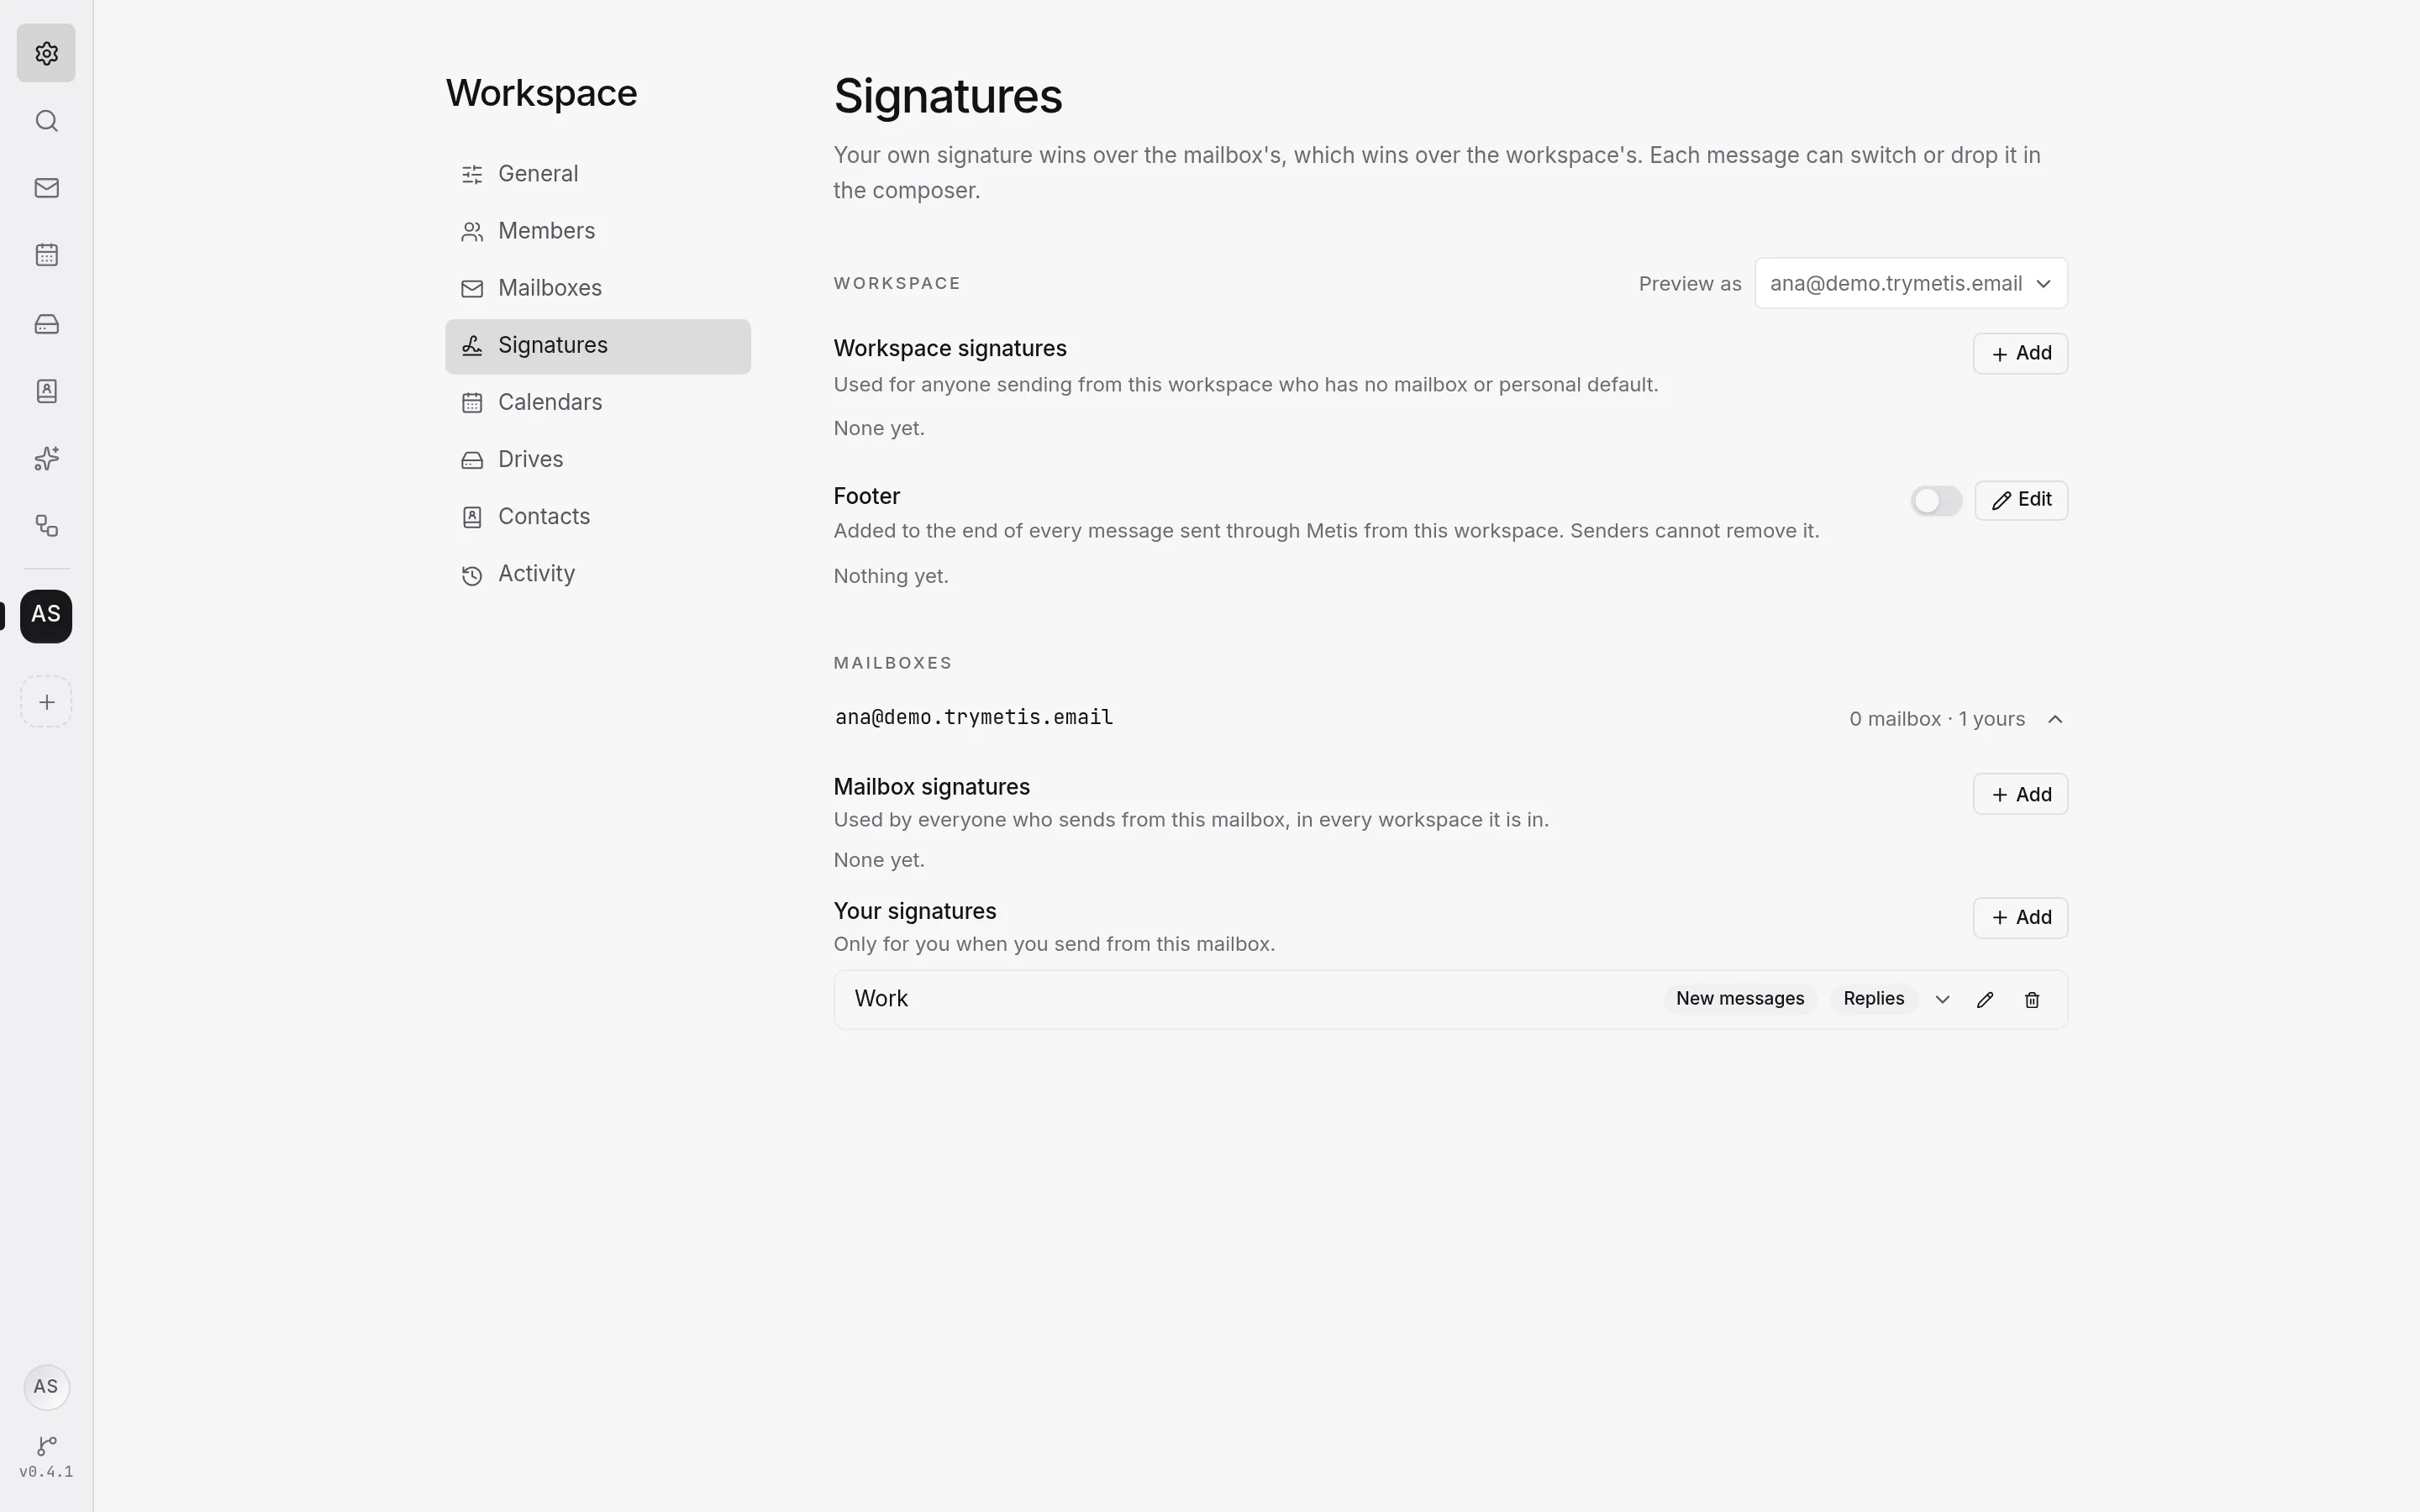 Workspace
General
Members
Mailboxes
Signatures
Calendars
Drives
Contacts
Activity
AS
AS
v0.4.1
Signatures
Your own signature wins over the mailbox's, which wins over the workspace's. Each message can switch or drop it in
the composer.
WORKSPACE
Preview as
ana@demo.trymetis.email
Workspace signatures
Add
Used for anyone sending from this workspace who has no mailbox or personal default.
None yet.
Footer
Edit
Added to the end of every message sent through Metis from this workspace. Senders cannot remove it.
Nothing yet.
MAILBOXES
ana@demo.trymetis.email
0 mailbox · 1 yours
Mailbox signatures
Add
Used by everyone who sends from this mailbox, in every workspace it is in.
None yet.
Your signatures
Add
Only for you when you send from this mailbox.
Work
New messages
Replies